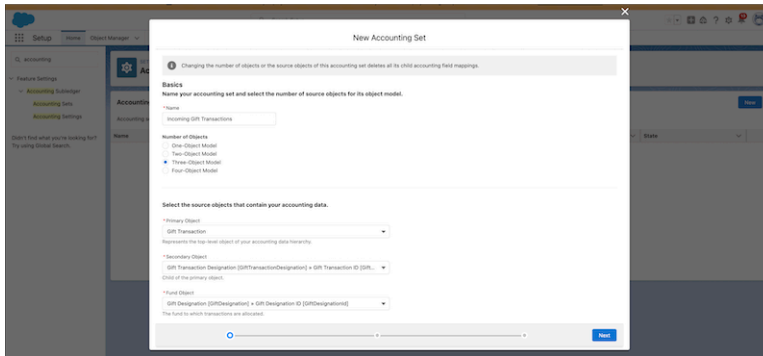 New Accounting Set
Setup
Home
Object Manager
accounting
Feature Settings
Accounting Subledger
Accounting Sets
Accounting Settings
Didn't find what you're looking for?
Try using Global Search.
Name
New
State
Changing the number of objects or the source objects of this accounting set deletes all its child accounting field mappings.
Basics
Name your accounting set and select the number of source objects for its object model.
*Name
Incoming Gift Transactions
Number of Objects
One-Object Model
Two-Object Model
Three-Object Model
Four-Object Model
Select the source objects that contain your accounting data.
*Primary Object
Gift Transaction
Represents the top-level object of your accounting data hierarchy.
*Secondary Object
Gift Transaction Designation [GiftTransactionDesignation] » Gift Transaction ID [Gift...
Child of the primary object.
*Fund Object
Gift Designation [GiftDesignation] » Gift Designation ID [GiftDesignationId]
The fund to which transactions are allocated.
Next